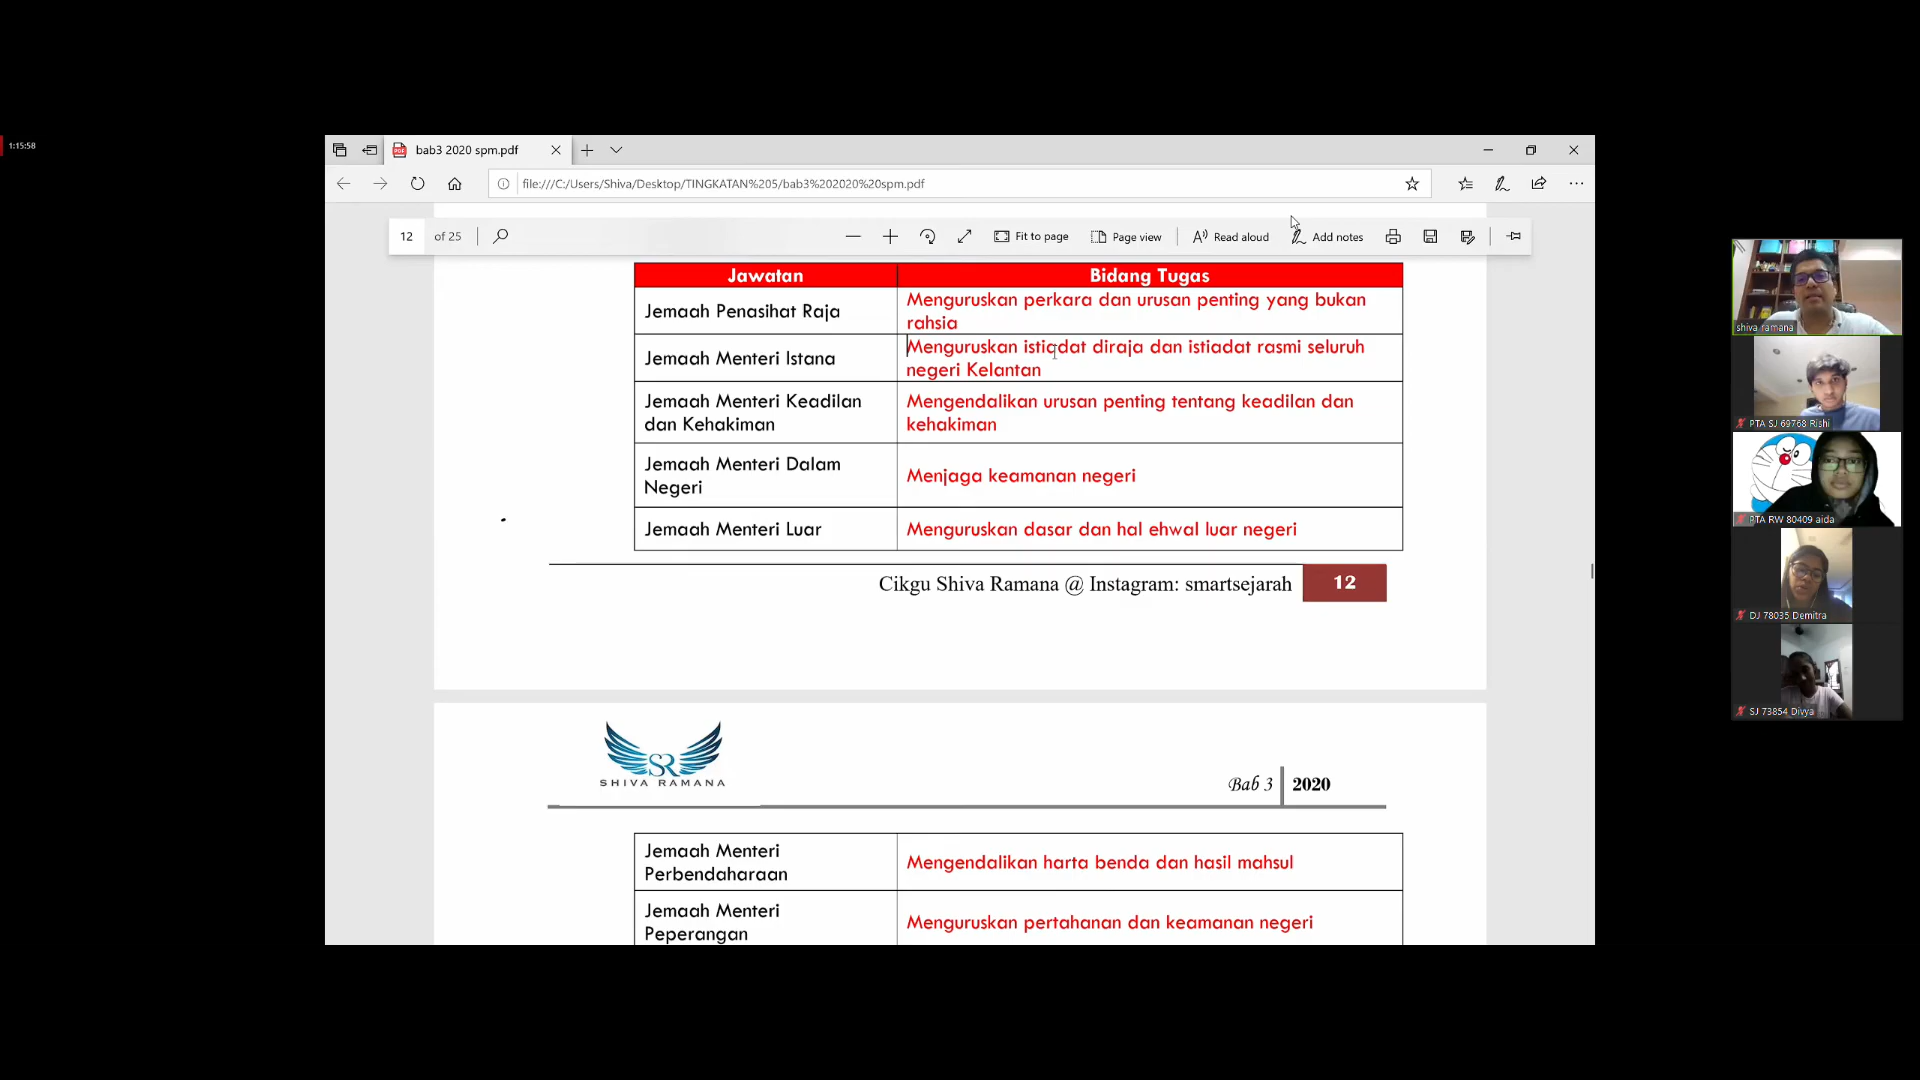 1:15:58
bab3 2020 spm.pdf
file:///C:/Users/Shiva/Desktop/TINGKATAN%205/bab3%202020%20spm.pdf
12 of 25
Fit to page
Page view
Read aloud
Add notes
Jawatan Bidang Tugas
Jemaah Penasihat Raja
Menguruskan perkara dan urusan penting yang bukan
rahsia
Jemaah Menteri Istana
Menguruskan istiadat diraja dan istiadat rasmi seluruh
negeri Kelantan
Jemaah Menteri Keadilan
dan Kehakiman
Mengendalikan urusan penting tentang keadilan dan
kehakiman
Jemaah Menteri Dalam
Negeri
Menjaga keamanan negeri
Jemaah Menteri Luar
Menguruskan dasar dan hal ehwal luar negeri
Cikgu Shiva Ramana @ Instagram: smartsejarah 12
SR
SHIVA RAMANA
Bab 3 2020
Jemaah Menteri
Perbendaharaan
Mengendalikan harta benda dan hasil mahsul
Jemaah Menteri
Peperangan
Menguruskan pertahanan dan keamanan negeri
shiva ramana
PTA SJ 69768 Rishi
PTA RW 80409 aida
DJ 78035 Demitra
SJ 73854 Divya